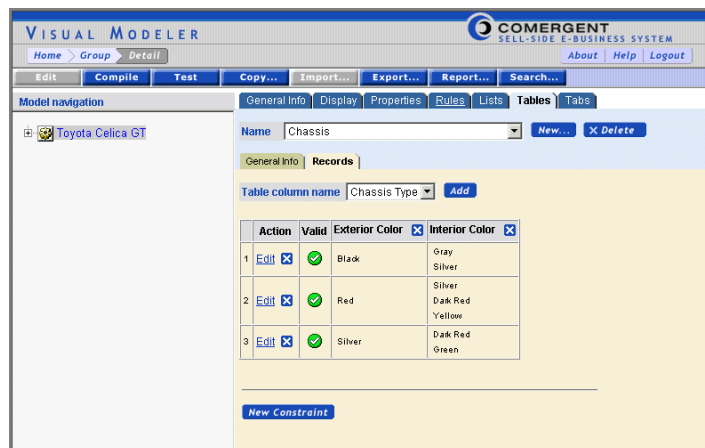 VISUAL MODELER
COMERGENT
SELL-SIDE E-BUSINESS SYSTEM
Home Group Detail
About Help Logout
Edit Compile Test Copy... Import... Export... Report... Search...
Model navigation
General Info Display Properties Rules Lists Tables Tabs
Toyota Celica GT
Name Chassis New... X Delete
General Info Records
Table column name Chassis Type Add
Action Valid Exterior Color Interior Color
1 Edit Black Gray
Silver
2 Edit Red Silver
Dark Red
Yellow
3 Edit Silver Dark Red
Green
New Constraint